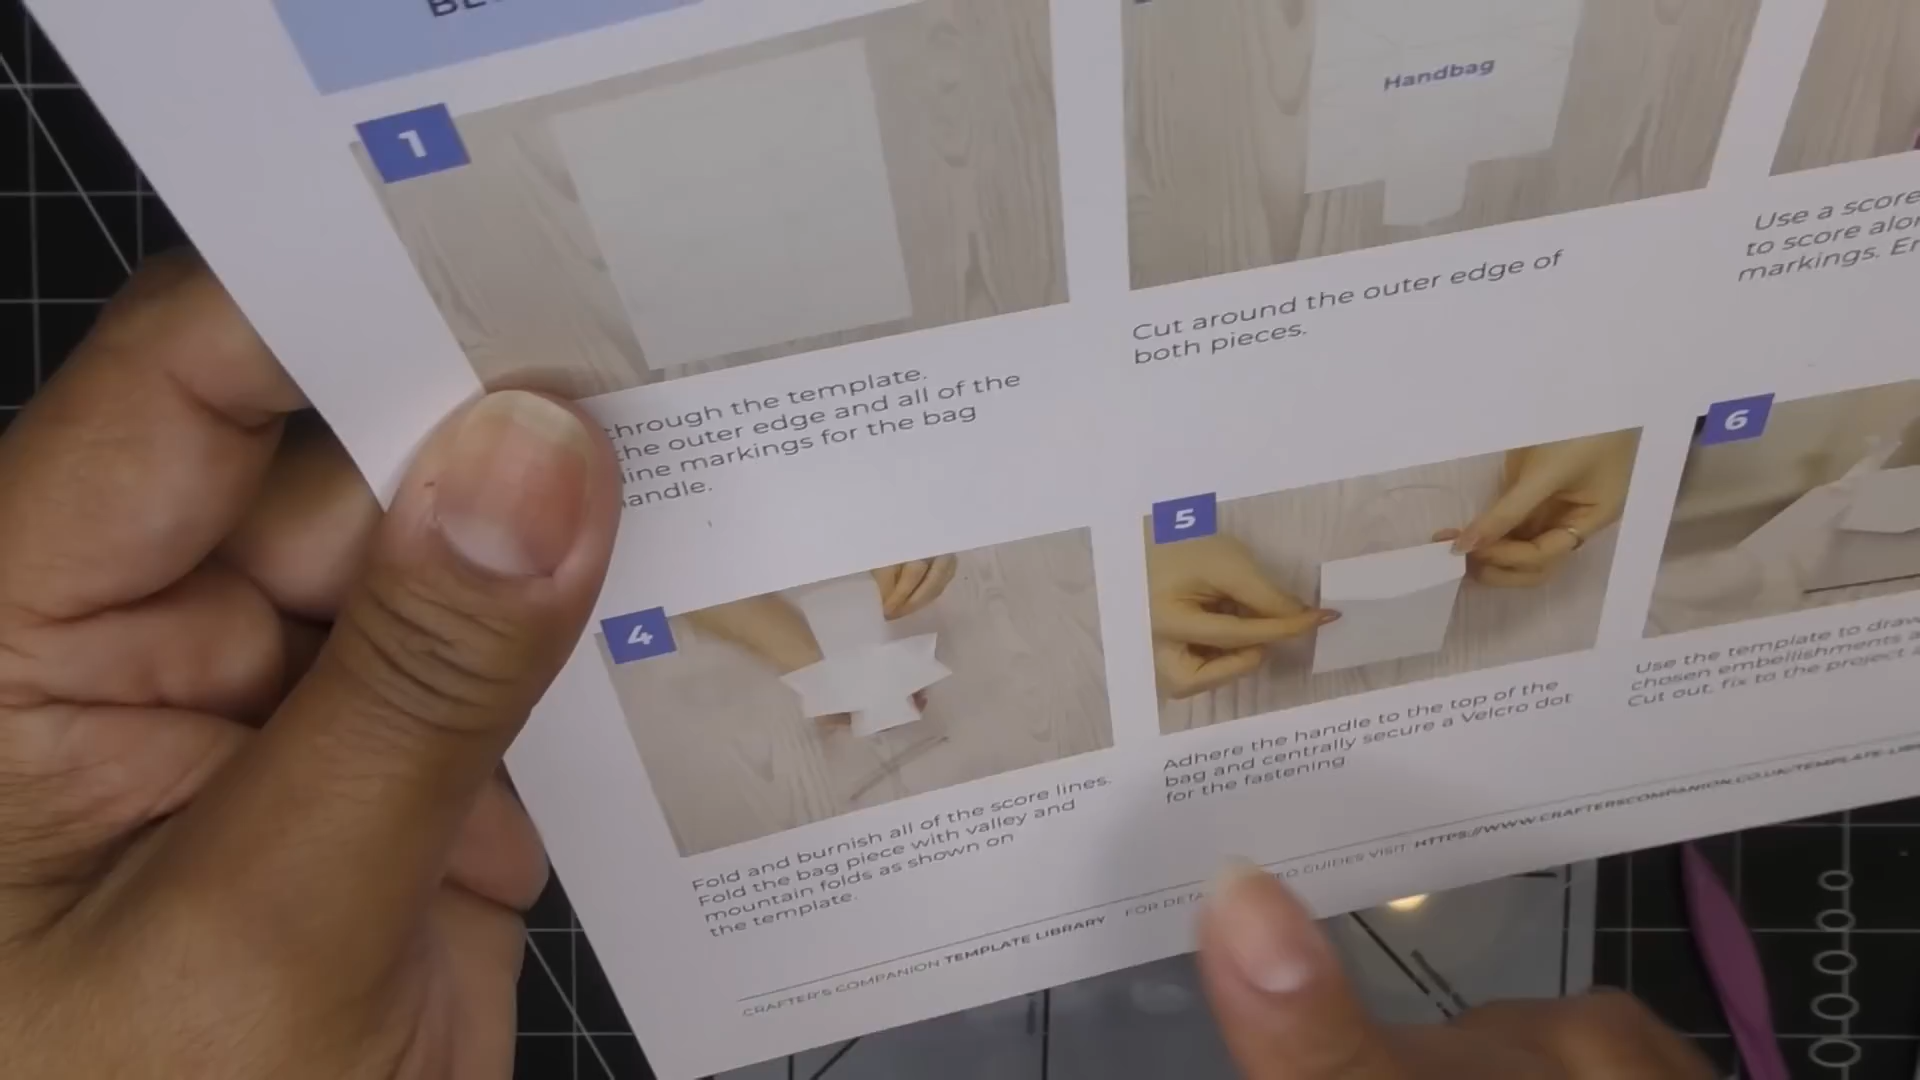 Handbag
1
through the template.
the outer edge and all of the
line markings for the bag
handle.
Cut around the outer edge of
both pieces.
Use a score
to score
markings.
4
Fold and burnish all of the score lines.
Fold the bag piece with valley and
mountain folds as shown on
the template.
5
Adhere the handle to the top of the
bag and centrally secure a Velcro dot
for the fastening
6
Use the template to draw
chosen embellishments
Cut out, fix to the project
CRAFTER'S COMPANION TEMPLATE LIBRARY FOR GUIDES VISIT: HTTPS://WWW.CRAFTERSCOMPANION.CO.UK/TEMPLATE-